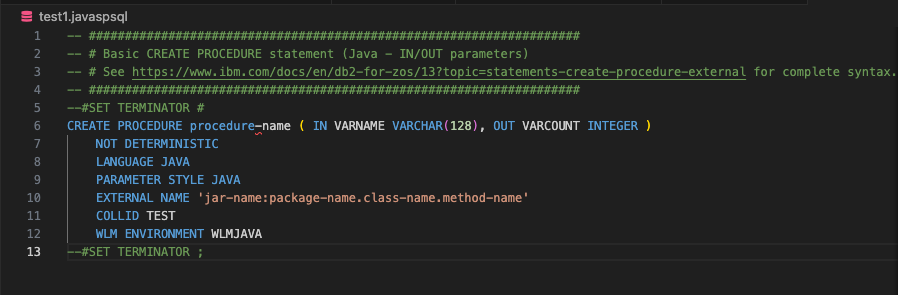 test1.javaspsql
1 -- ###################################################################
2 -- # Basic CREATE PROCEDURE statement (Java - IN/OUT parameters)
3 -- # See https://www.ibm.com/docs/en/db2-for-zos/13?topic=statements-create-procedure-external for complete syntax.
4 -- ###################################################################
5 --#SET TERMINATOR #
6 CREATE PROCEDURE procedure-name ( IN VARNAME VARCHAR(128), OUT VARCOUNT INTEGER )
7 NOT DETERMINISTIC
8 LANGUAGE JAVA
9 PARAMETER STYLE JAVA
10 EXTERNAL NAME 'jar-name:package-name.class-name.method-name'
11 COLLID TEST
12 WLM ENVIRONMENT WLMJAVA
13 --#SET TERMINATOR ;